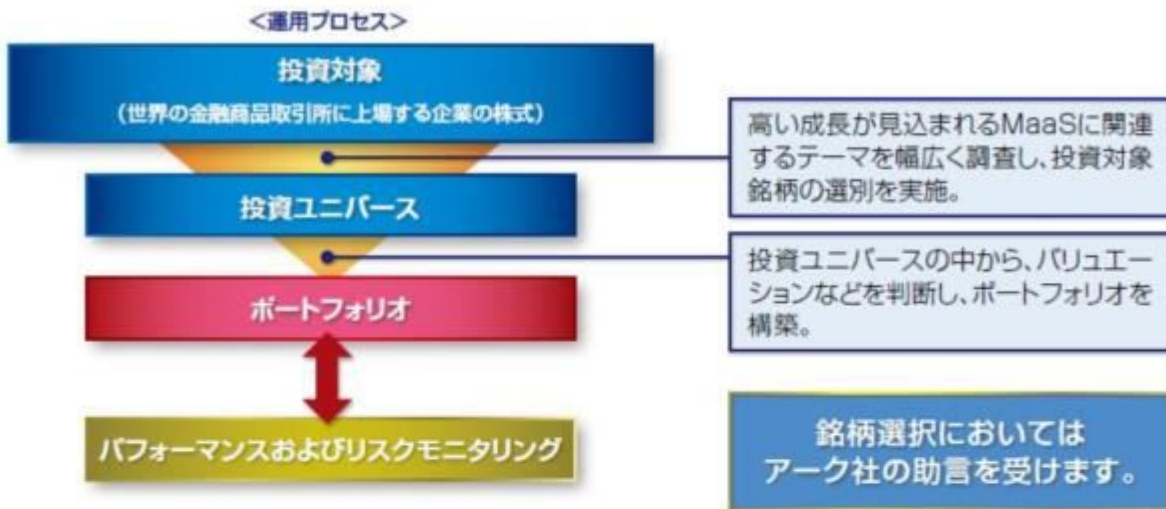 <運用プロセス>
投資対象
(世界の金融商品取引所に上場する企業の株式)
高い成長が見込まれるMaaSに関連
するテーマを幅広く調査し、投資対象
銘柄の選別を実施。
投資ユニバース
投資ユニバースの中から、バリュエー
ションなどを判断し、ポートフォリオを
構築。
ポートフォリオ
パフォーマンスおよびリスクモニタリング
銘柄選択においては
アーク社の助言を受けます。